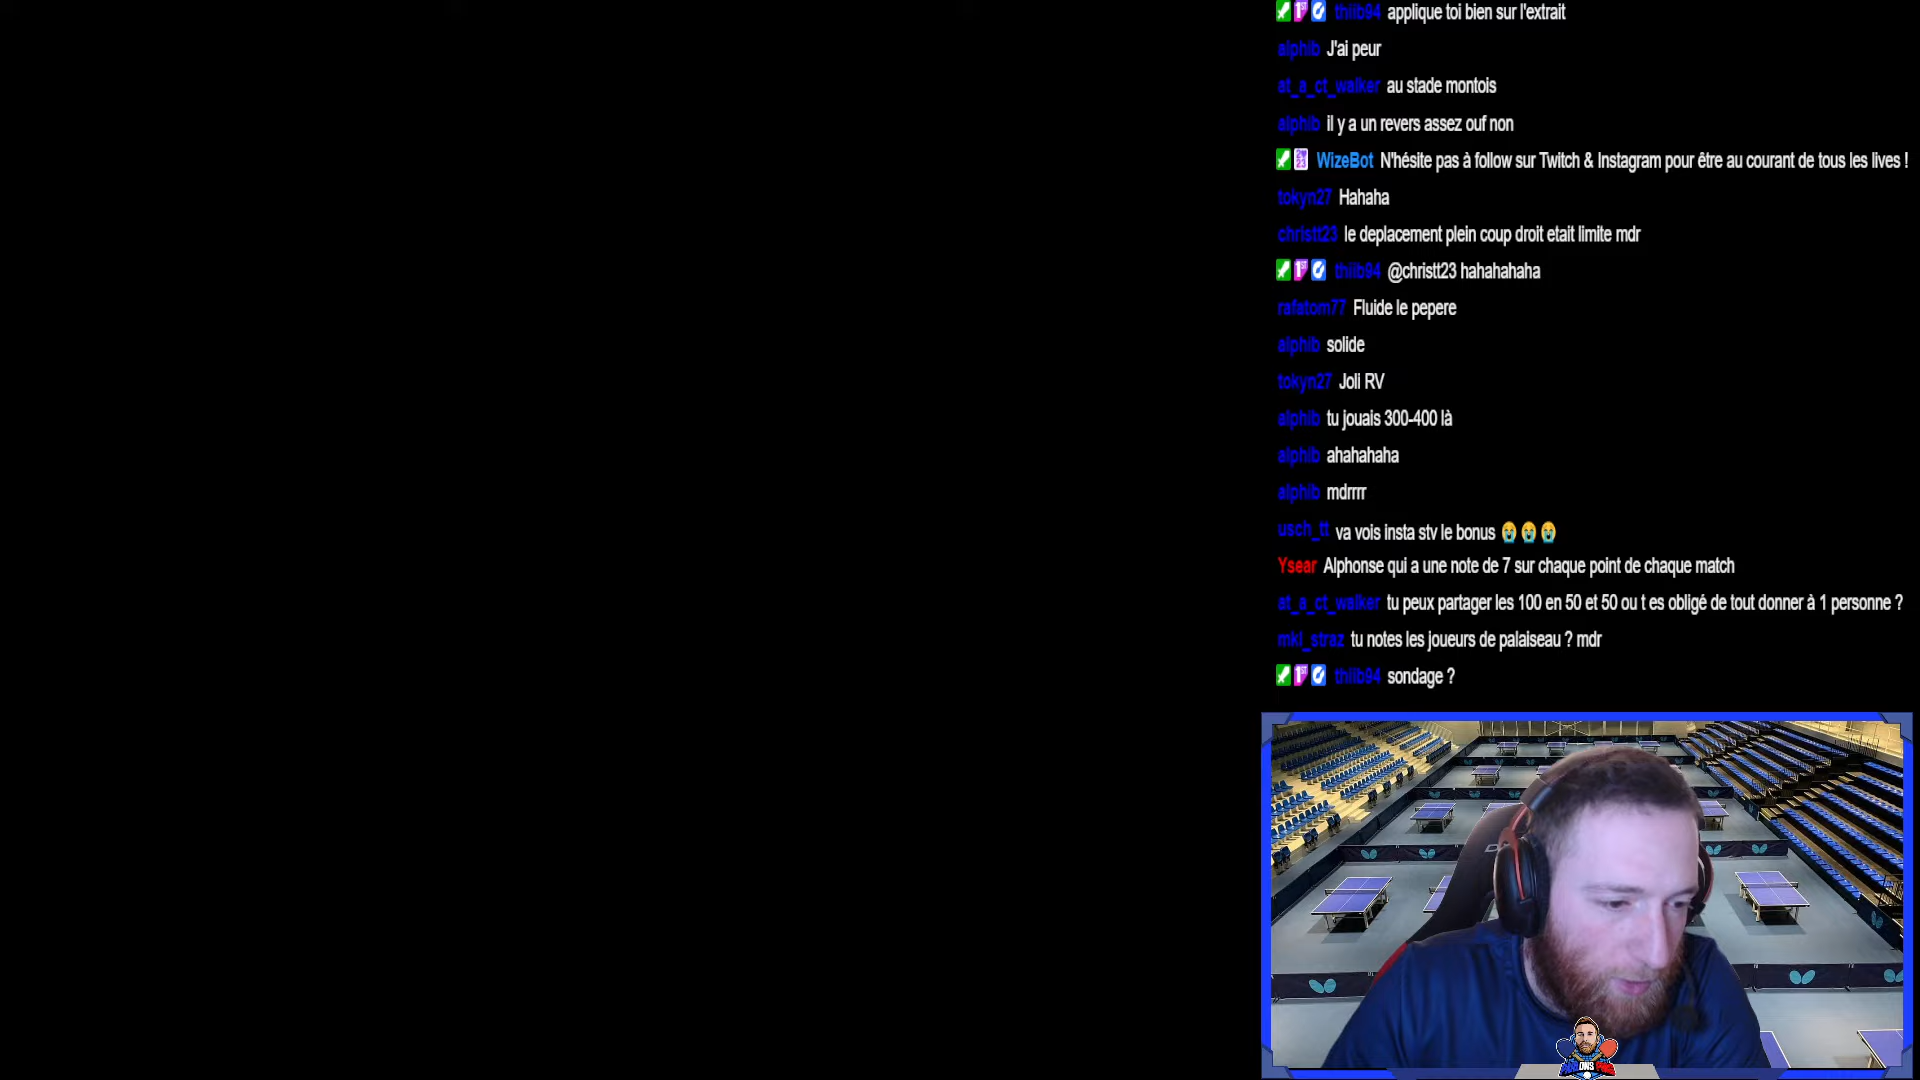 thiib94 applique toi bien sur l'extrait
alphib J'ai peur
at_a_ct_walker au stade montois
alphib il y a un revers assez ouf non
WizeBot N'hésite pas à follow sur Twitch & Instagram pour être au courant de tous les lives !
tokyn27 Hahaha
christt23 le deplacement plein coup droit etait limite mdr
thiib94 @christt23 hahahahaha
rafatom77 Fluide le pepere
alphib solide
tokyn27 Joli RV
alphib tu jouais 300-400 là
alphib ahahahaha
alphib mdrrrr
usch_tt va vois insta stv le bonus 😭😭😭
Ysear Alphonse qui a une note de 7 sur chaque point de chaque match
at_a_ct_walker tu peux partager les 100 en 50 et 50 ou t es obligé de tout donner à 1 personne ?
mkl_straz tu notes les joueurs de palaiseau ? mdr
thiib94 sondage ?